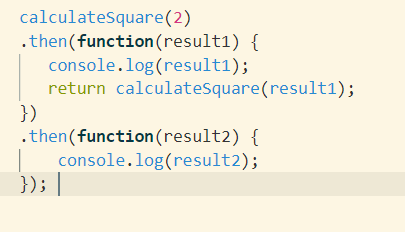 calculateSquare(2)
.then(function(result1) {
   console.log(result1);
   return calculateSquare(result1);
})
.then(function(result2) {
    console.log(result2);
});